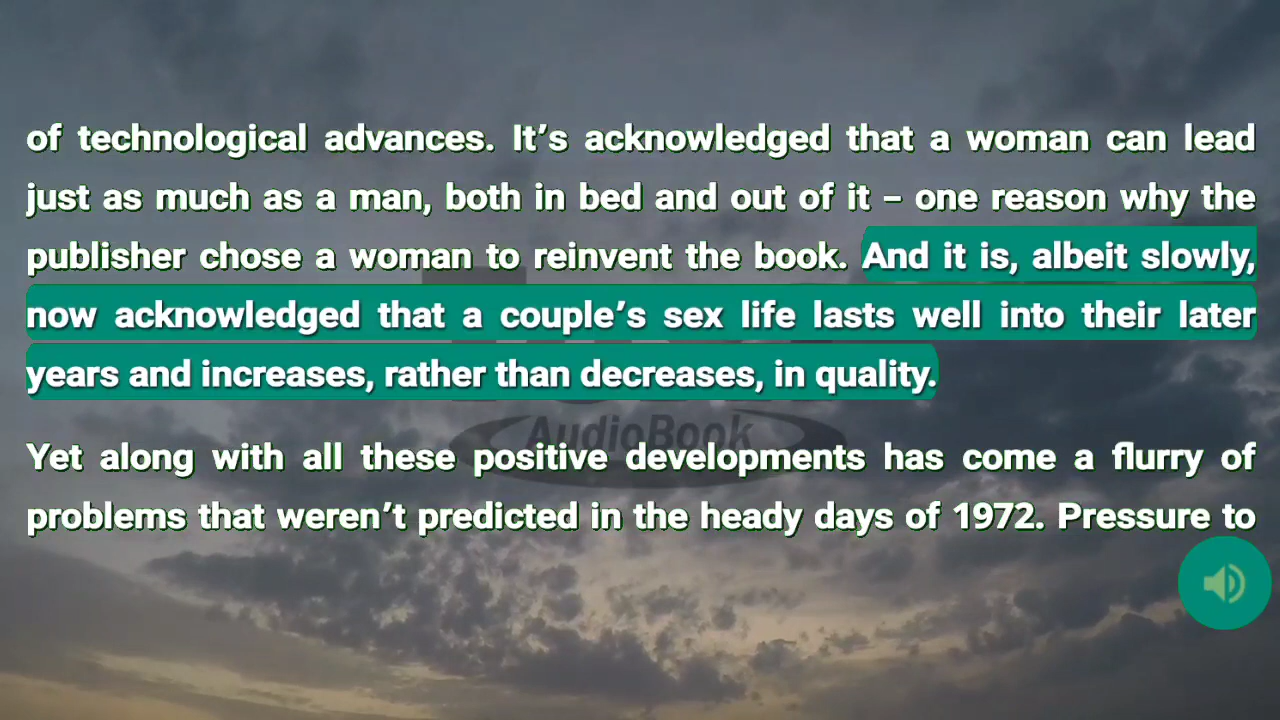 of technological advances. It’s acknowledged that a woman can lead
just as much as a man, both in bed and out of it – one reason why the
publisher chose a woman to reinvent the book. And it is, albeit slowly,
now acknowledged that a couple’s sex life lasts well into their later
years and increases, rather than decreases, in quality.
AudioBook
Yet along with all these positive developments has come a flurry of
problems that weren’t predicted in the heady days of 1972. Pressure to